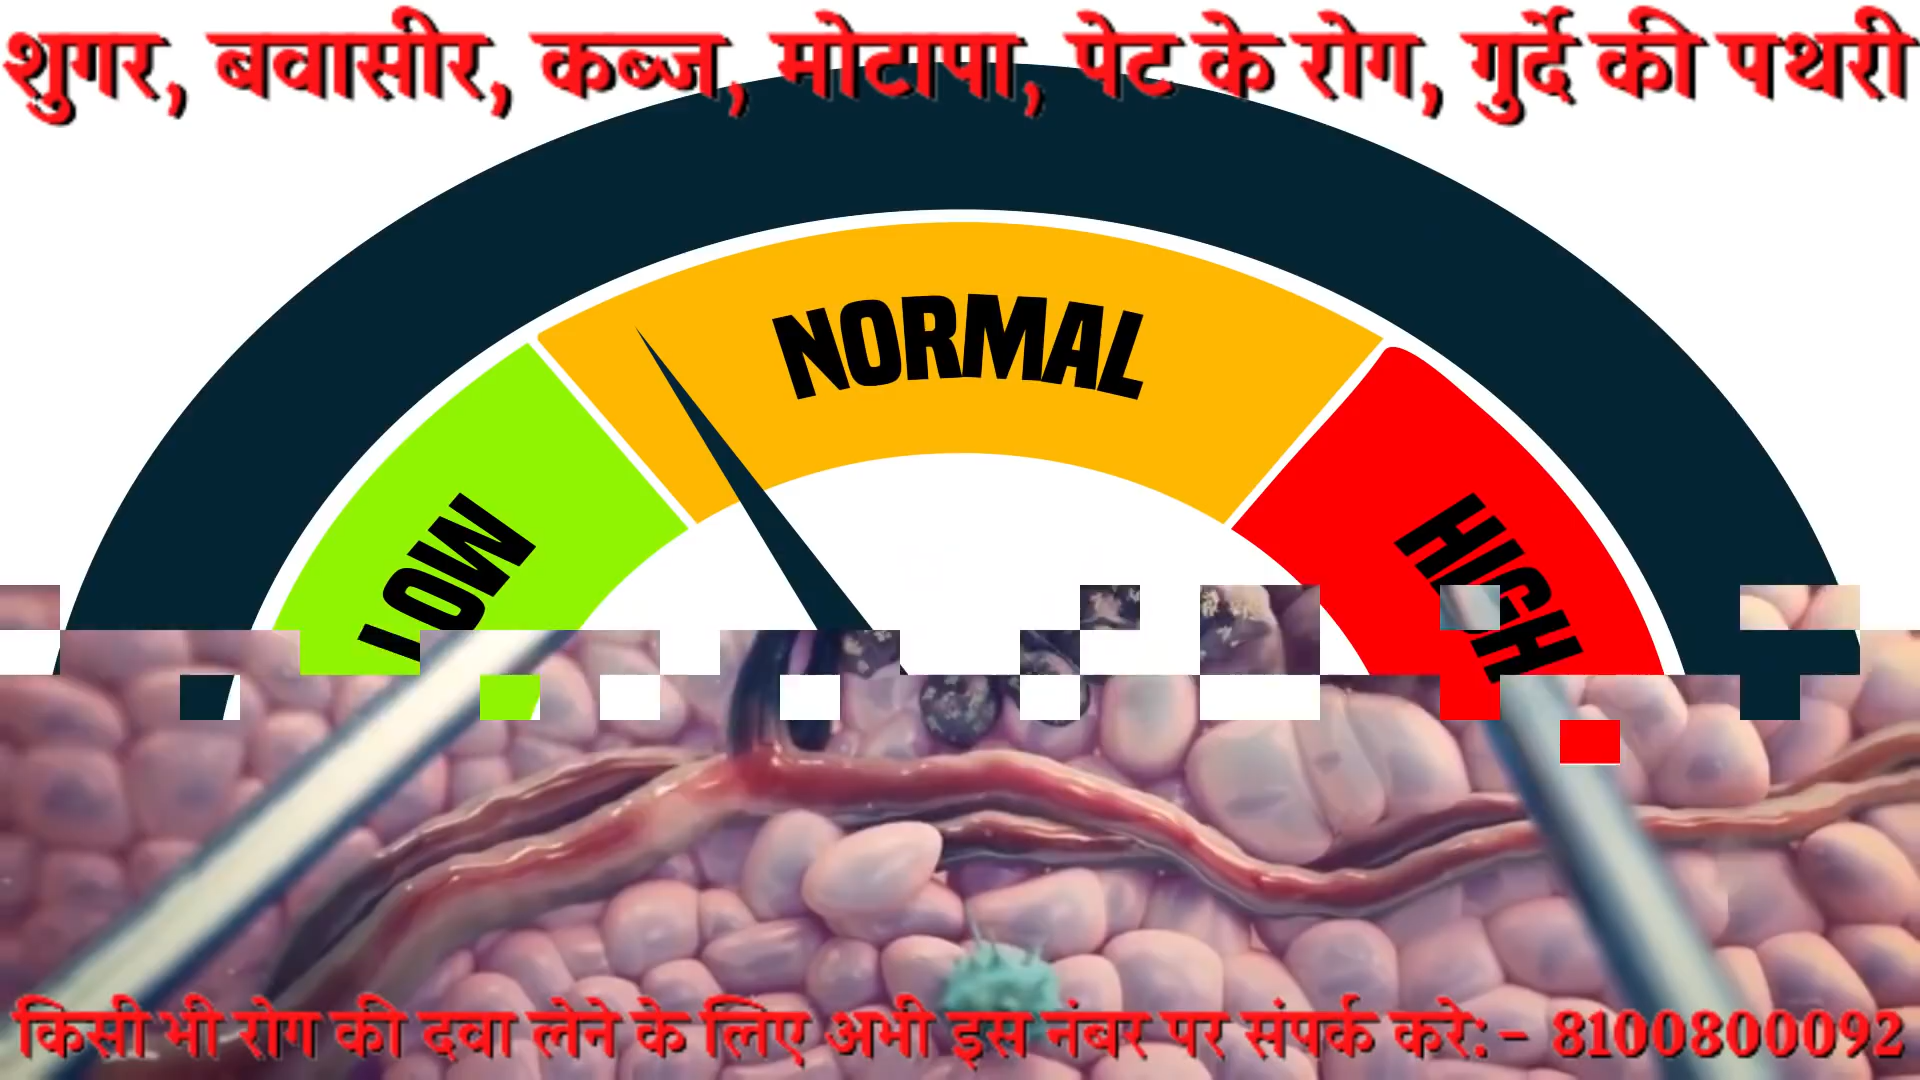 शुगर, बवासीर, कब्ज, मोटापा, पेट के रोग, गुर्दे की पथरी
NORMAL
LOW
HIGH
किसी भी रोग की दवा लेने के लिए अभी इस नंबर पर संपर्क करे:- 8100800092